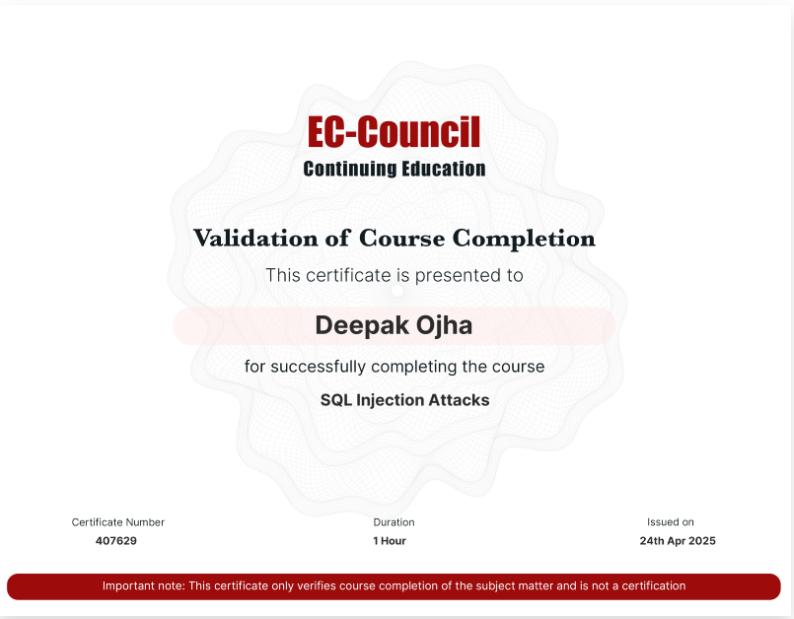 EC-Council
Continuing Education
Validation of Course Completion
This certificate is presented to
Deepak Ojha
for successfully completing the course
SQL Injection Attacks
Certificate Number
407629
Duration
1 Hour
Issued on
24th Apr 2025
Important note: This certificate only verifies course completion of the subject matter and is not a certification